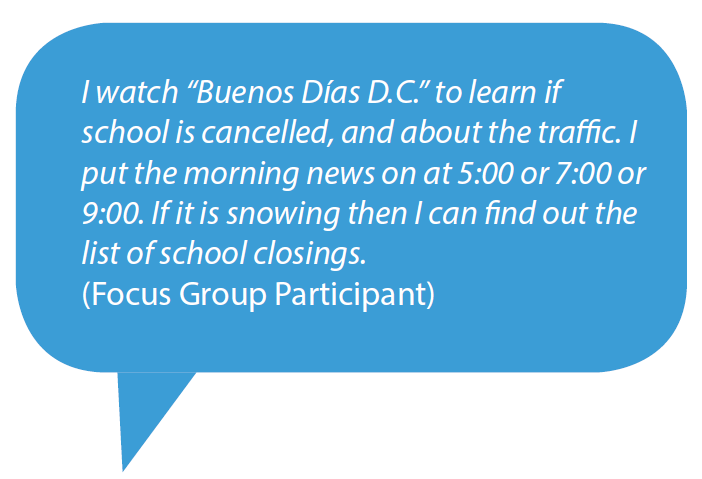 I watch “Buenos Días D.C.” to learn if
school is cancelled, and about the traffic. I
put the morning news on at 5:00 or 7:00 or
9:00. If it is snowing then I can find out the
list of school closings.
(Focus Group Participant)